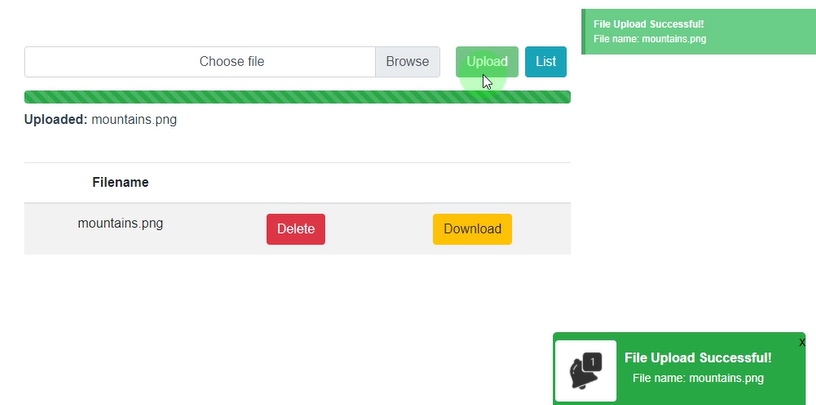 File Upload Successful!
File name: mountains.png
Choose file Browse Upload List
Uploaded: mountains.png
Filename
mountains.png Delete Download
X
1 File Upload Successful!
File name: mountains.png